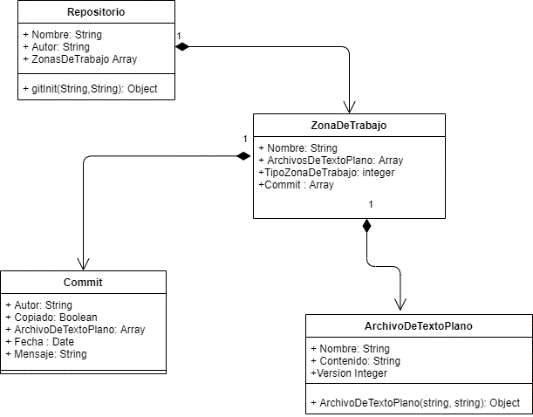 Repositorio
+ Nombre: String
+ Autor: String
+ ZonasDeTrabajo Array
+ gitInit(String,String): Object
1
ZonaDeTrabajo
+ Nombre: String
+ ArchivosDeTextoPlano: Array
+TipoZonaDeTrabajo: integer
+Commit : Array
1
1
Commit
+ Autor: String
+ Copiado: Boolean
+ ArchivoDeTextoPlano: Array
+ Fecha : Date
+ Mensaje: String
ArchivoDeTextoPlano
+ Nombre: String
+ Contenido: String
+Version Integer
+ ArchivoDeTextoPlano(string, string): Object